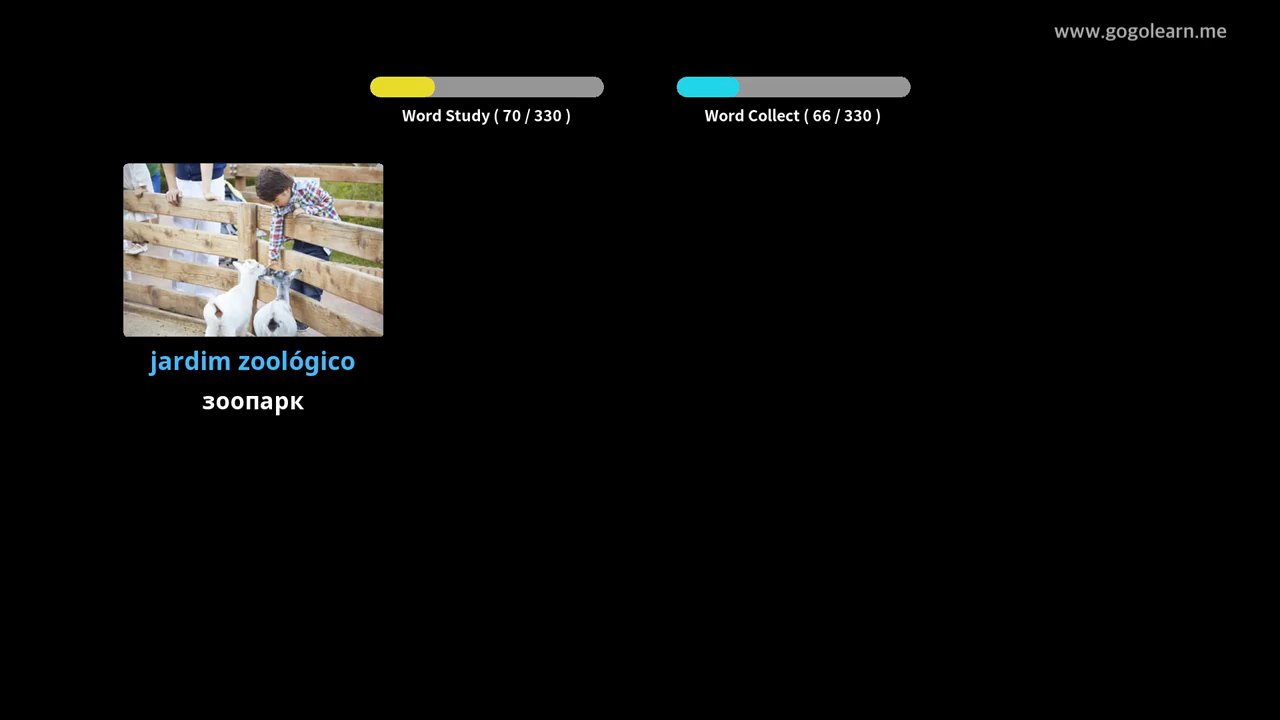 www.gogolearn.me
Word Study ( 70 / 330 )
Word Collect ( 66 / 330 )
jardim zoológico
зоопарк